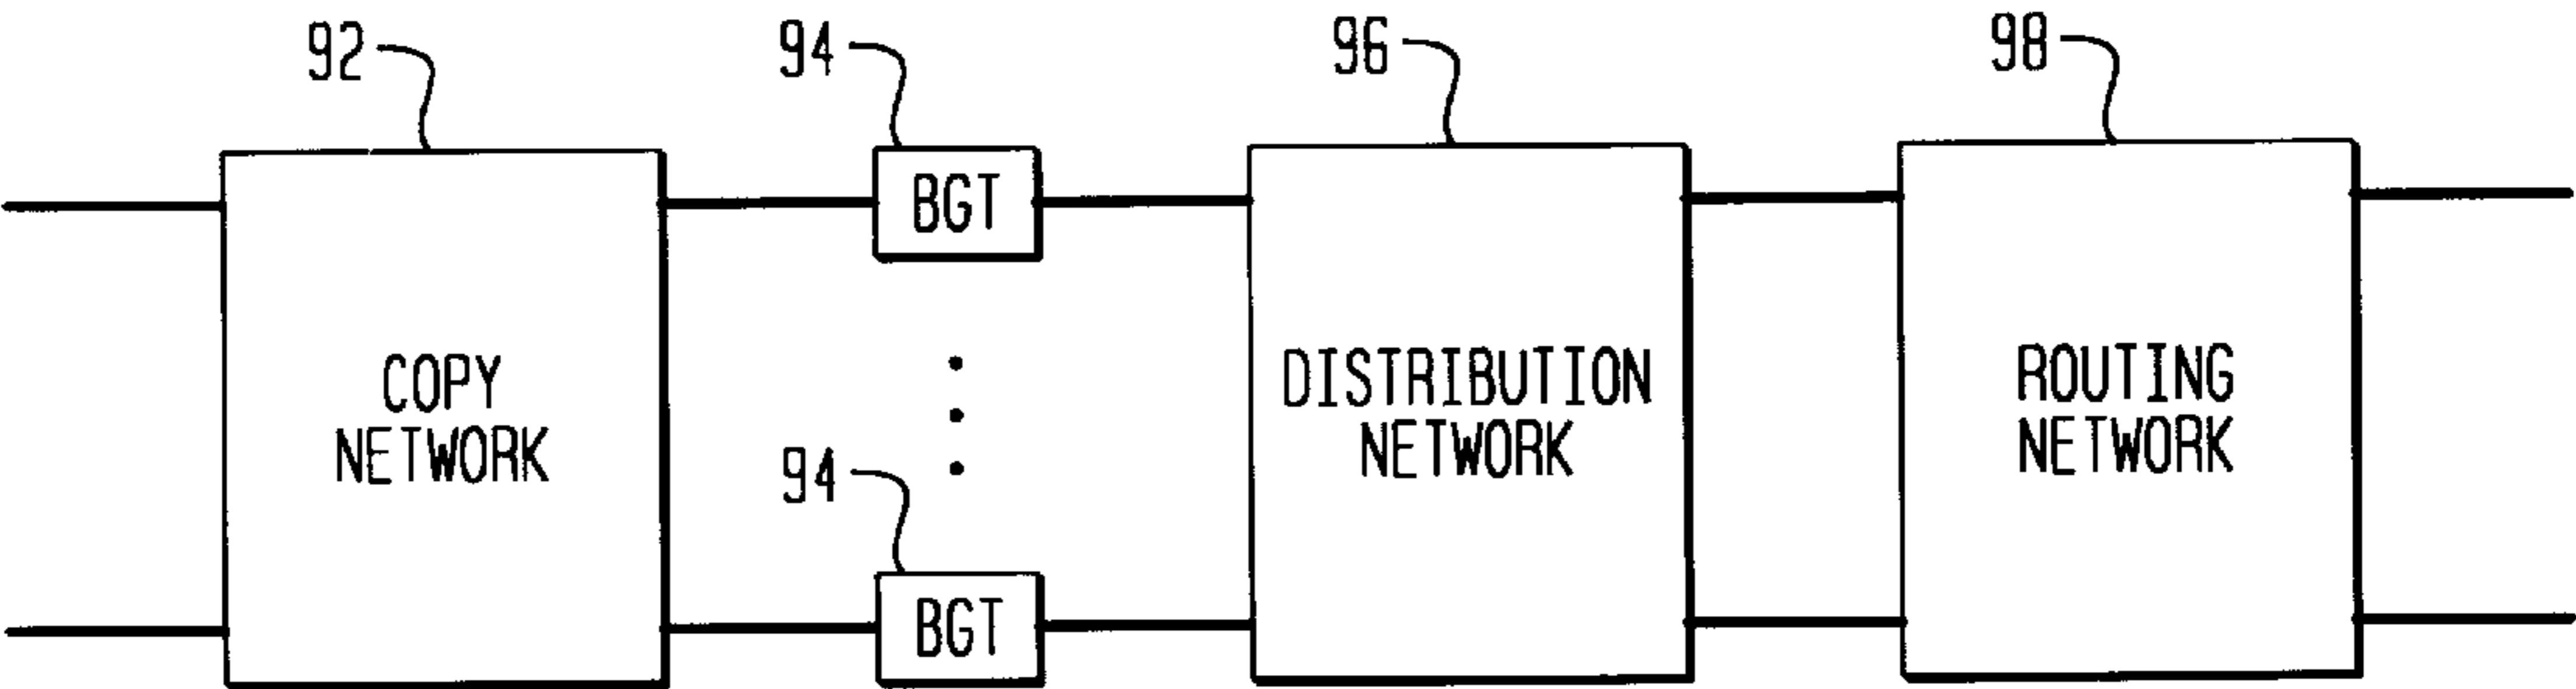 92
94
96
98
BGT
COPY
NETWORK
DISTRIBUTION
NETWORK
ROUTING
NETWORK
94
BGT